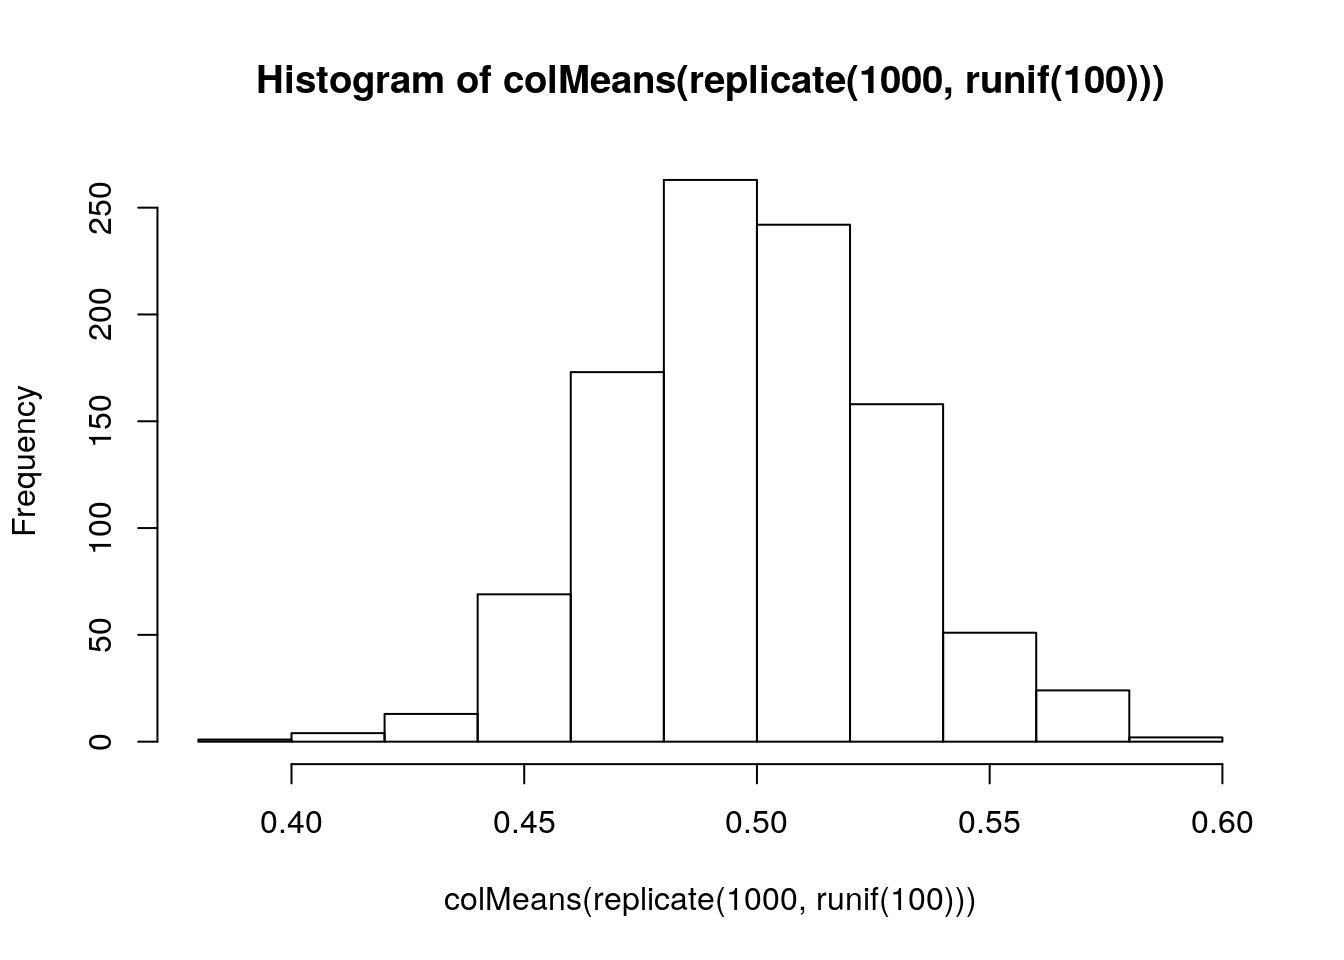 Histogram of colMeans(replicate(1000, runif(100)))
Frequency
250
200
150
100
50
0
0.40 0.45 0.50 0.55 0.60
colMeans(replicate(1000, runif(100)))